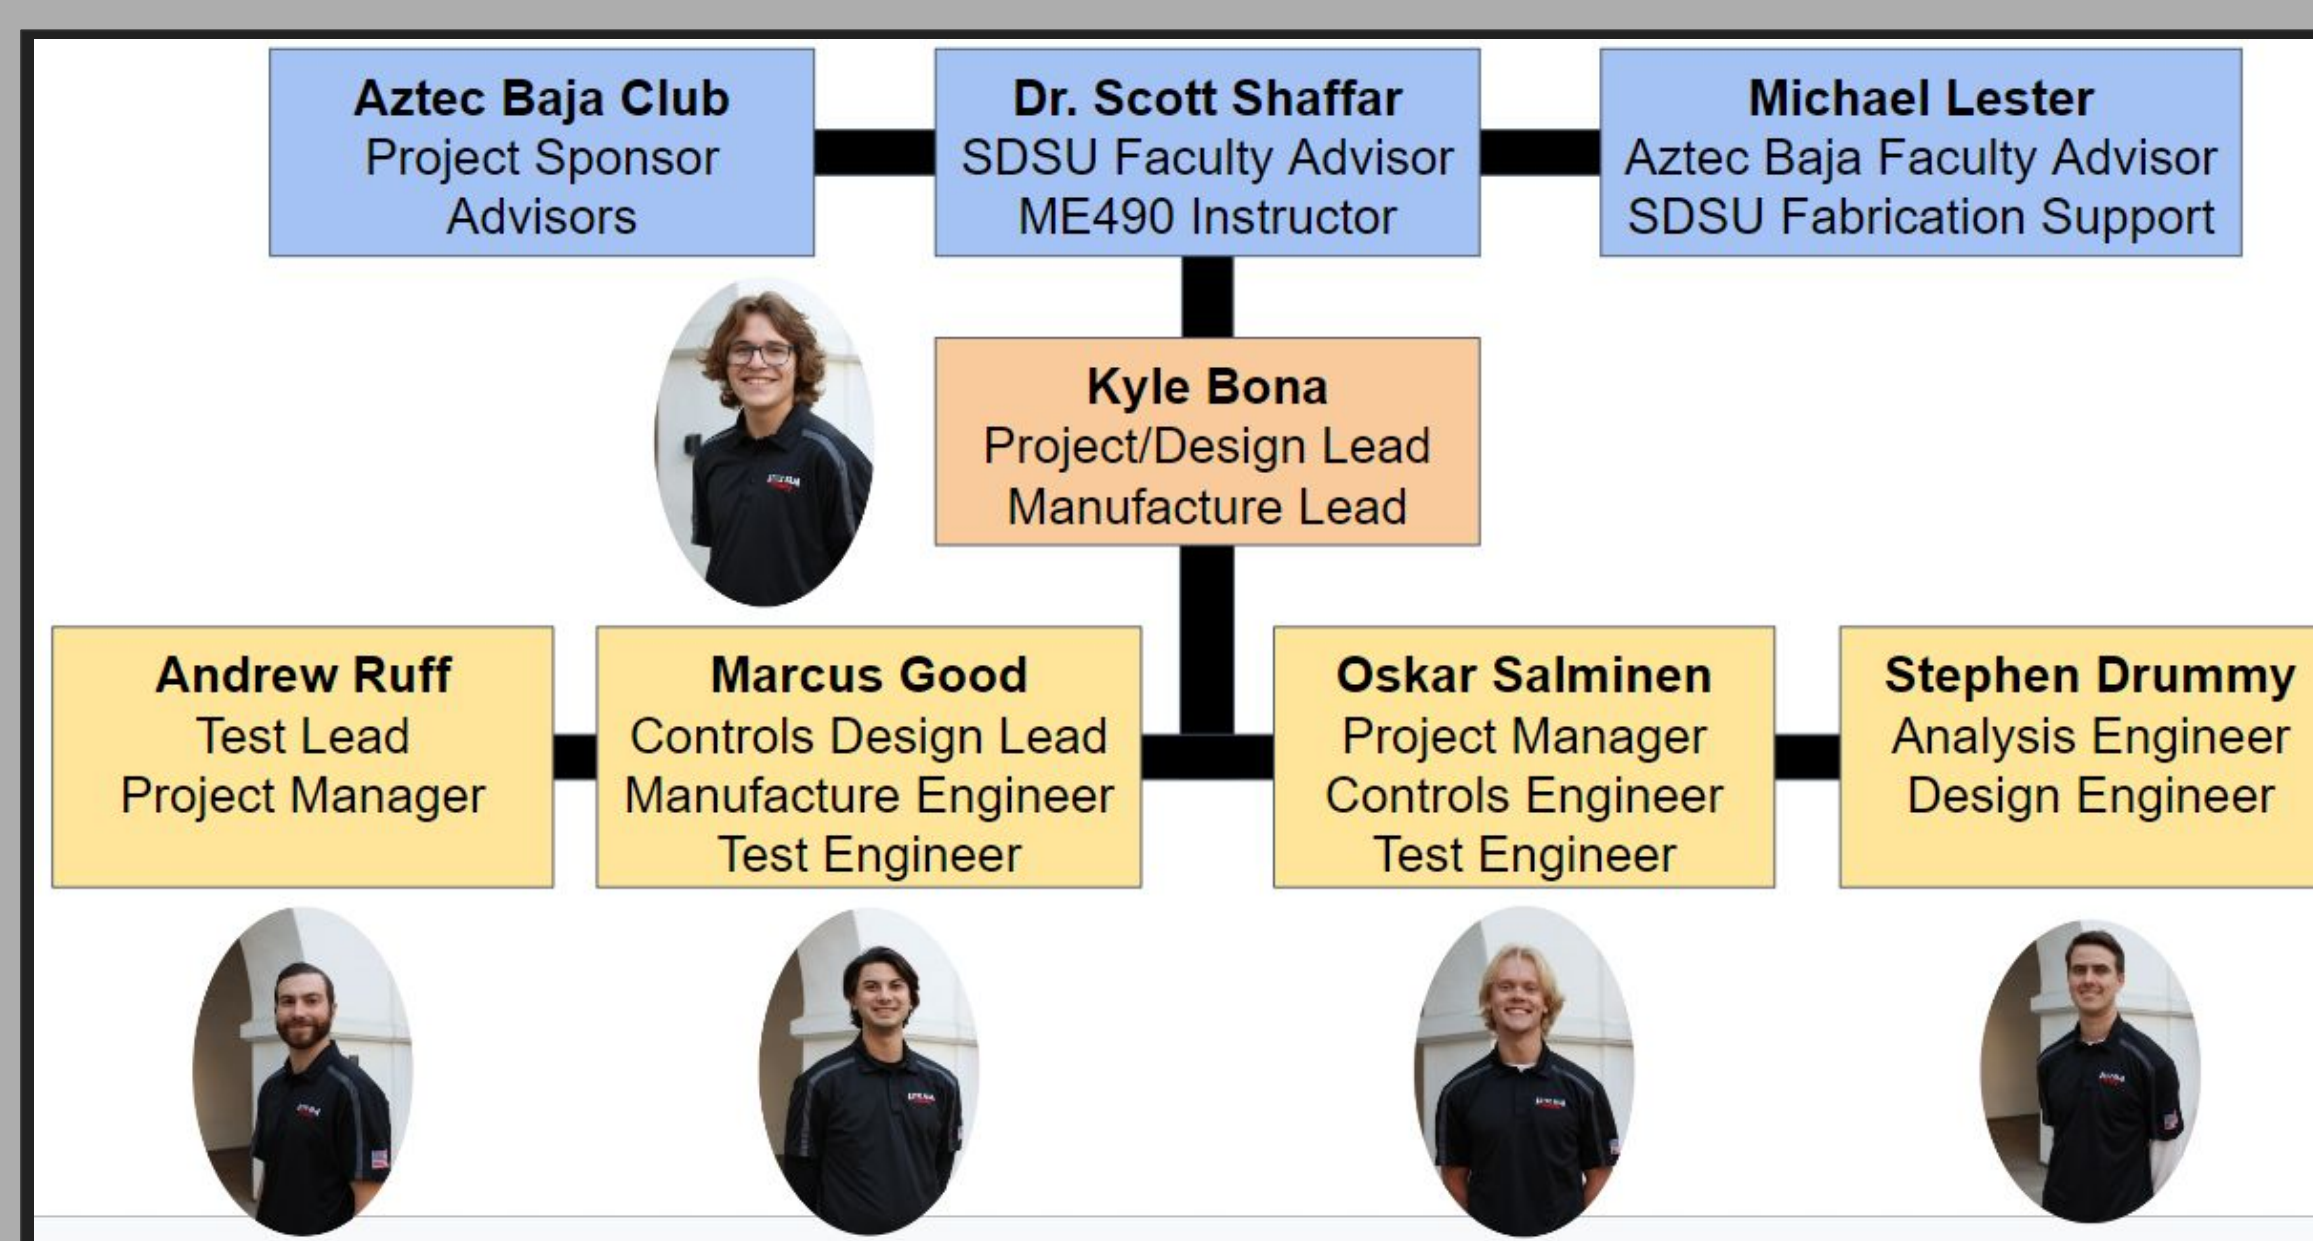 Aztec Baja Club
Project Sponsor
Advisors
Dr. Scott Shaffar
SDSU Faculty Advisor
ME490 Instructor
Michael Lester
Aztec Baja Faculty Advisor
SDSU Fabrication Support
Kyle Bona
Project/Design Lead
Manufacture Lead
Andrew Ruff
Test Lead
Project Manager
Marcus Good
Controls Design Lead
Manufacture Engineer
Test Engineer
Oskar Salminen
Project Manager
Controls Engineer
Test Engineer
Stephen Drummy
Analysis Engineer
Design Engineer